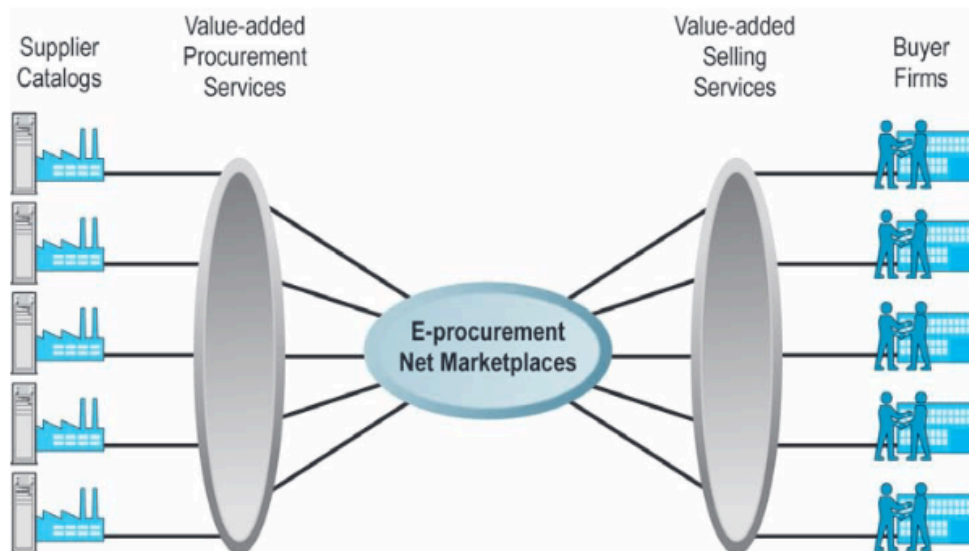 Supplier
Catalogs
Value-added
Procurement
Services
Value-added
Selling
Services
Buyer
Firms
E-procurement
Net Marketplaces